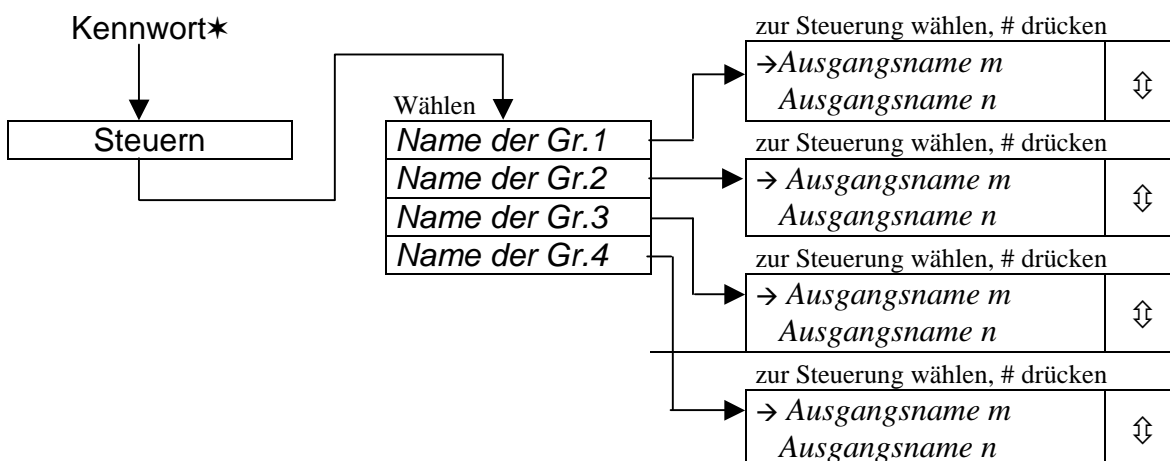 Kennwort✶
Steuern
Wählen
Name der Gr.1
Name der Gr.2
Name der Gr.3
Name der Gr.4
zur Steuerung wählen, # drücken
→Ausgangsname m
Ausgangsname n
⇳
zur Steuerung wählen, # drücken
→ Ausgangsname m
Ausgangsname n
⇳
zur Steuerung wählen, # drücken
→ Ausgangsname m
Ausgangsname n
⇳
zur Steuerung wählen, # drücken
→ Ausgangsname m
Ausgangsname n
⇳